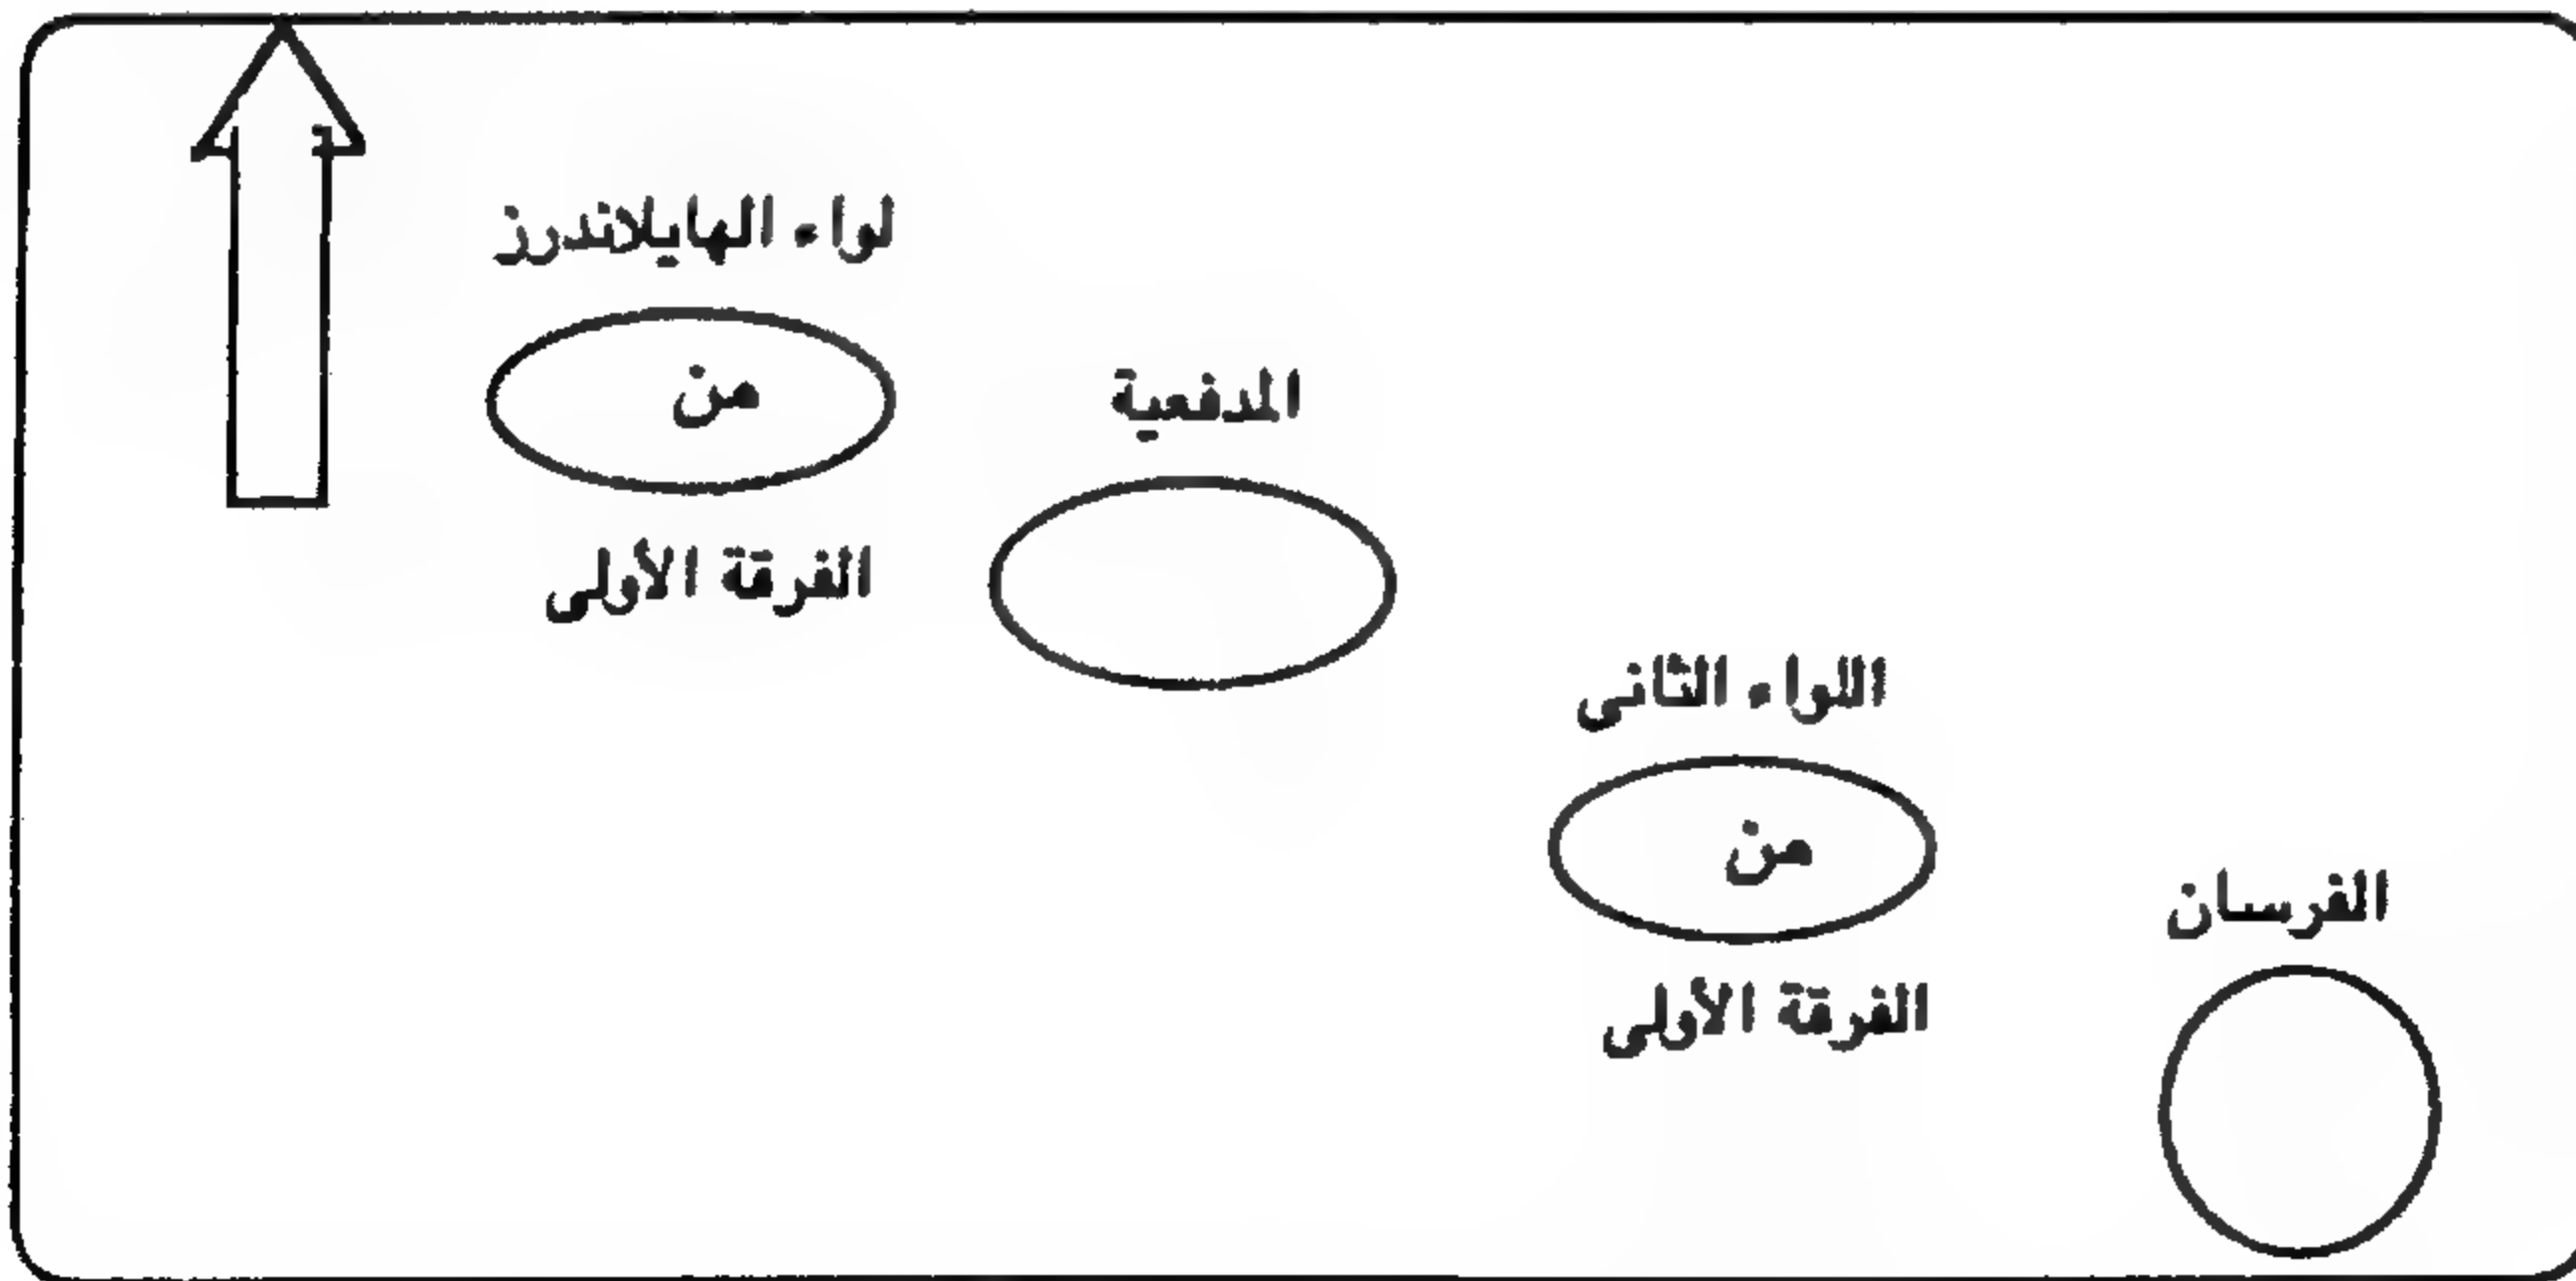 لواء الهايلاندرز
من
الفرقة الأولى
المدفعية
اللواء الثانى
من
الفرقة الأولى
الفرسان